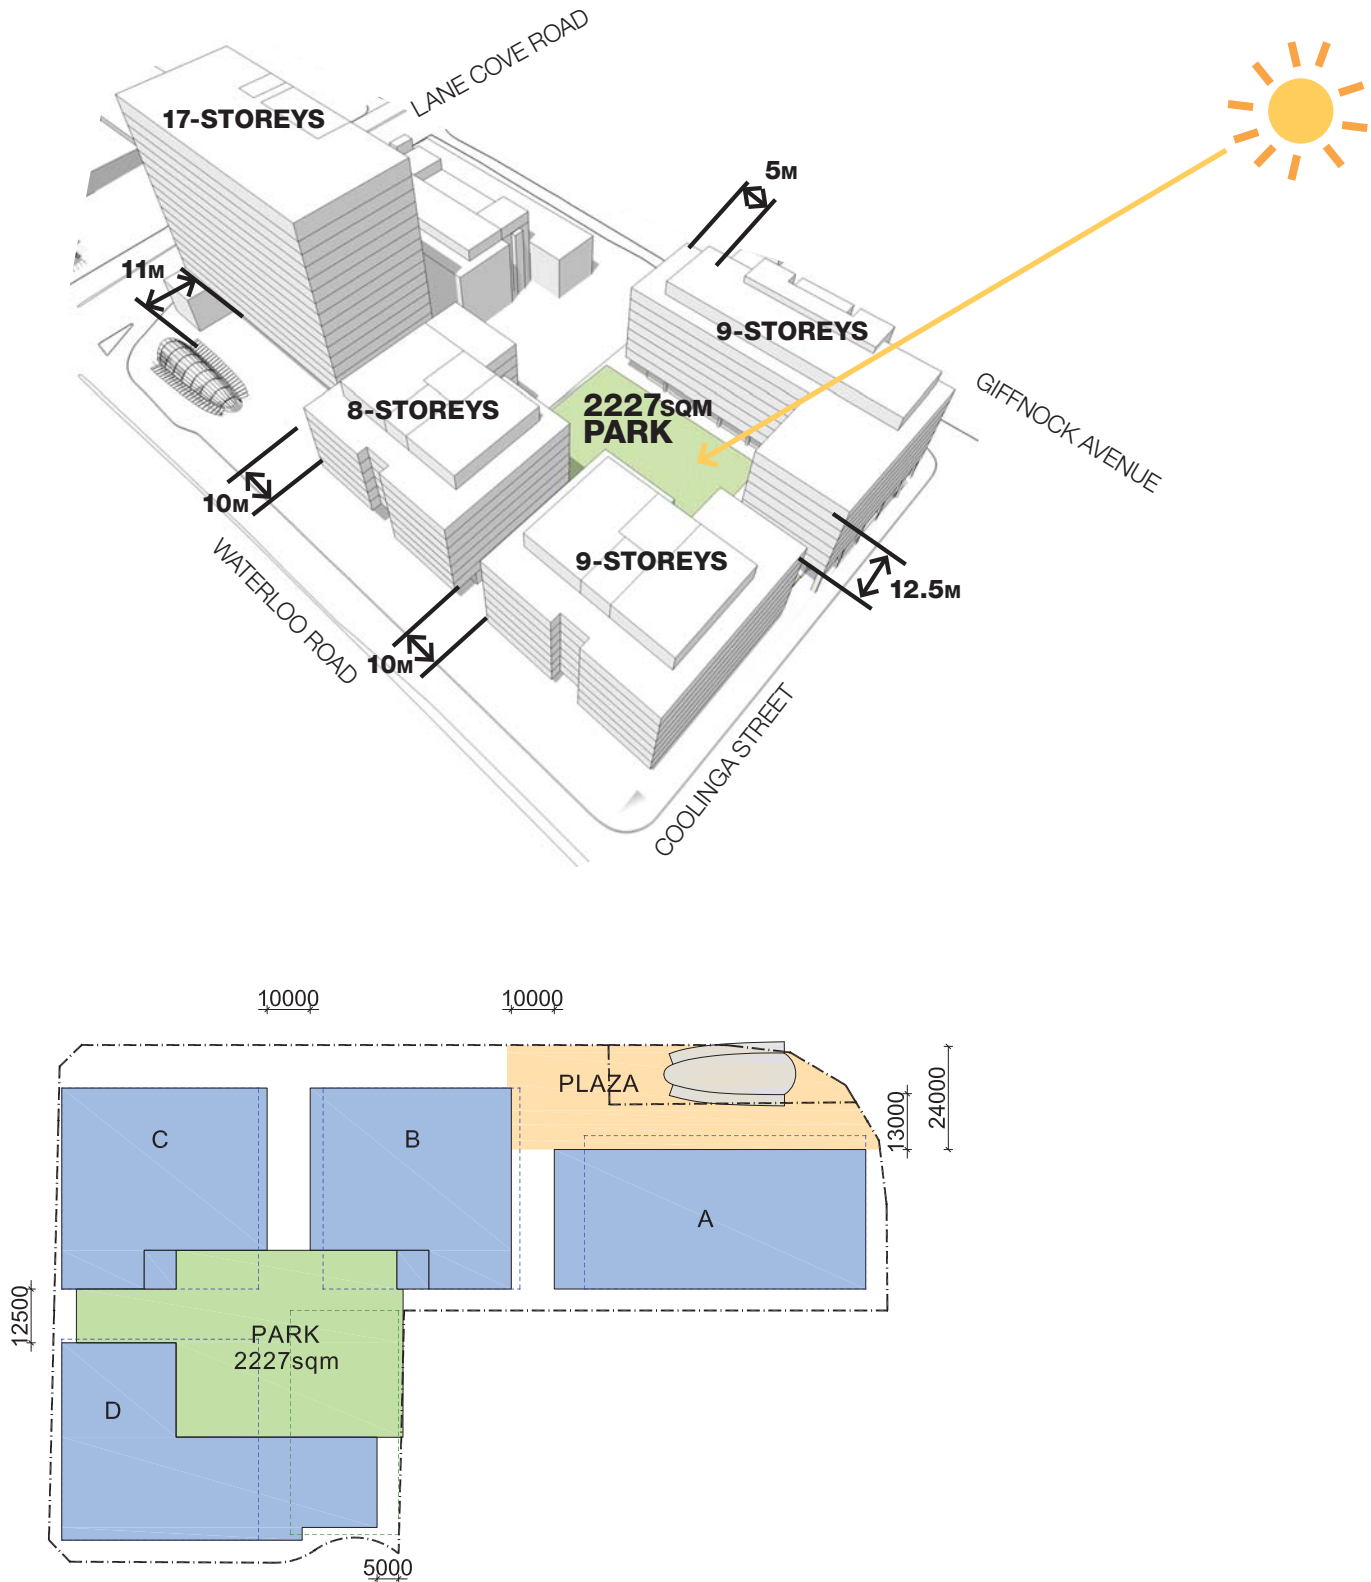 LANE COVE ROAD
17-STOREYS
5M
11M
9-STOREYS
GIFFNOCK AVENUE
2227SQM
PARK
8-STOREYS
10M
9-STOREYS
12.5M
WATERLOO ROAD
10M
COOLINGA STREET
10000
10000
PLAZA
24000
13000
C
B
A
12500
PARK
2227sqm
D
5000